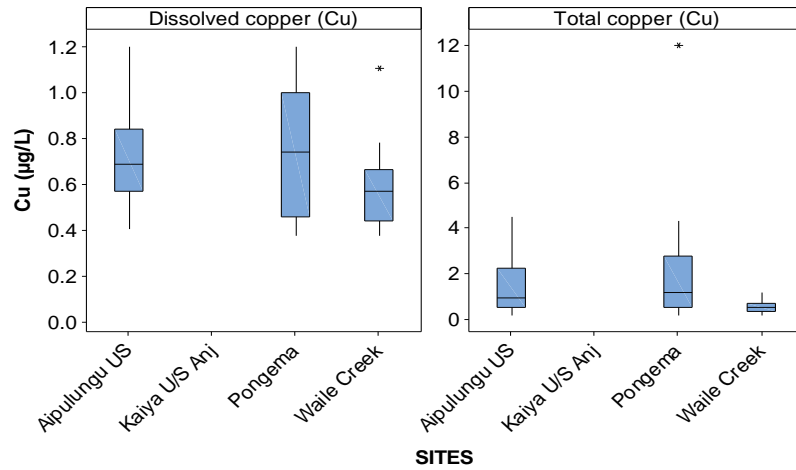 Dissolved copper (Cu)
Total copper (Cu)
Cu (µg/L)
1.2
1.0
0.8
0.6
0.4
0.2
0.0
12
10
8
6
4
2
0
Aipulungu US
Kaiya U/S Anj
Pongema
Waile Creek
Aipulungu US
Kaiya U/S Anj
Pongema
Waile Creek
SITES